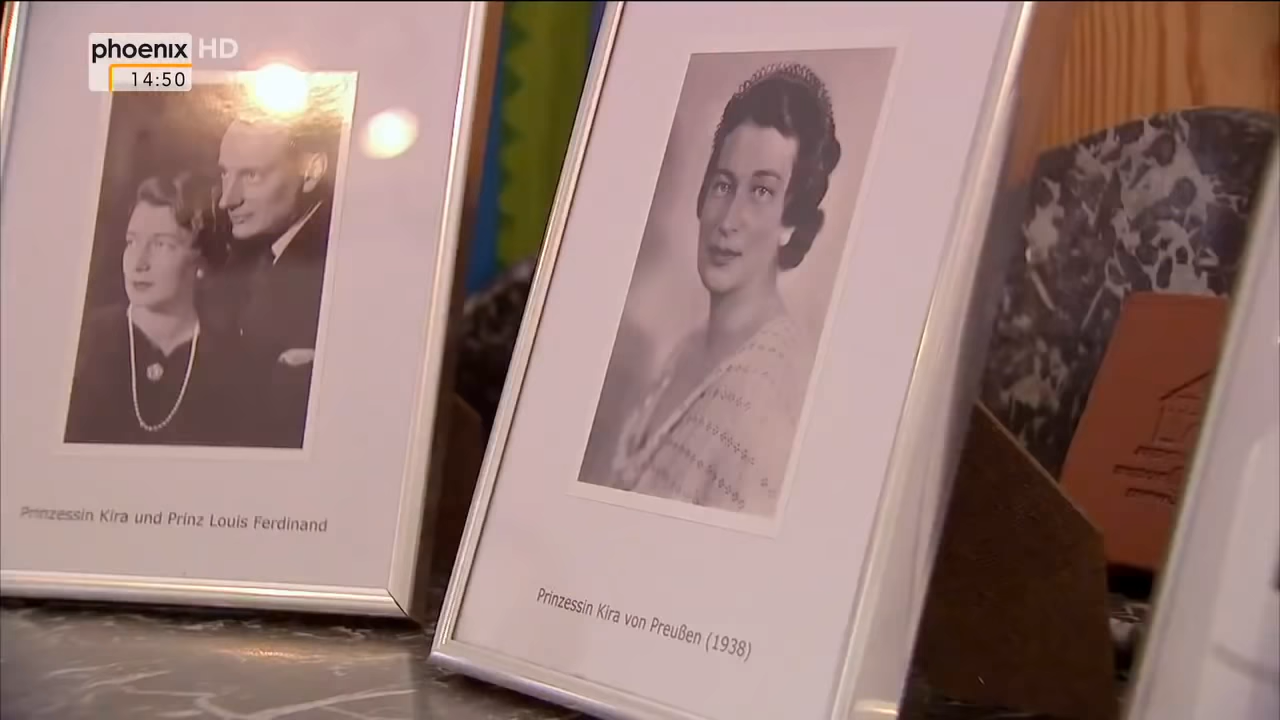 phoenix HD
14:50
Prinzessin Kira und Prinz Louis Ferdinand
Prinzessin Kira von Preußen (1938)